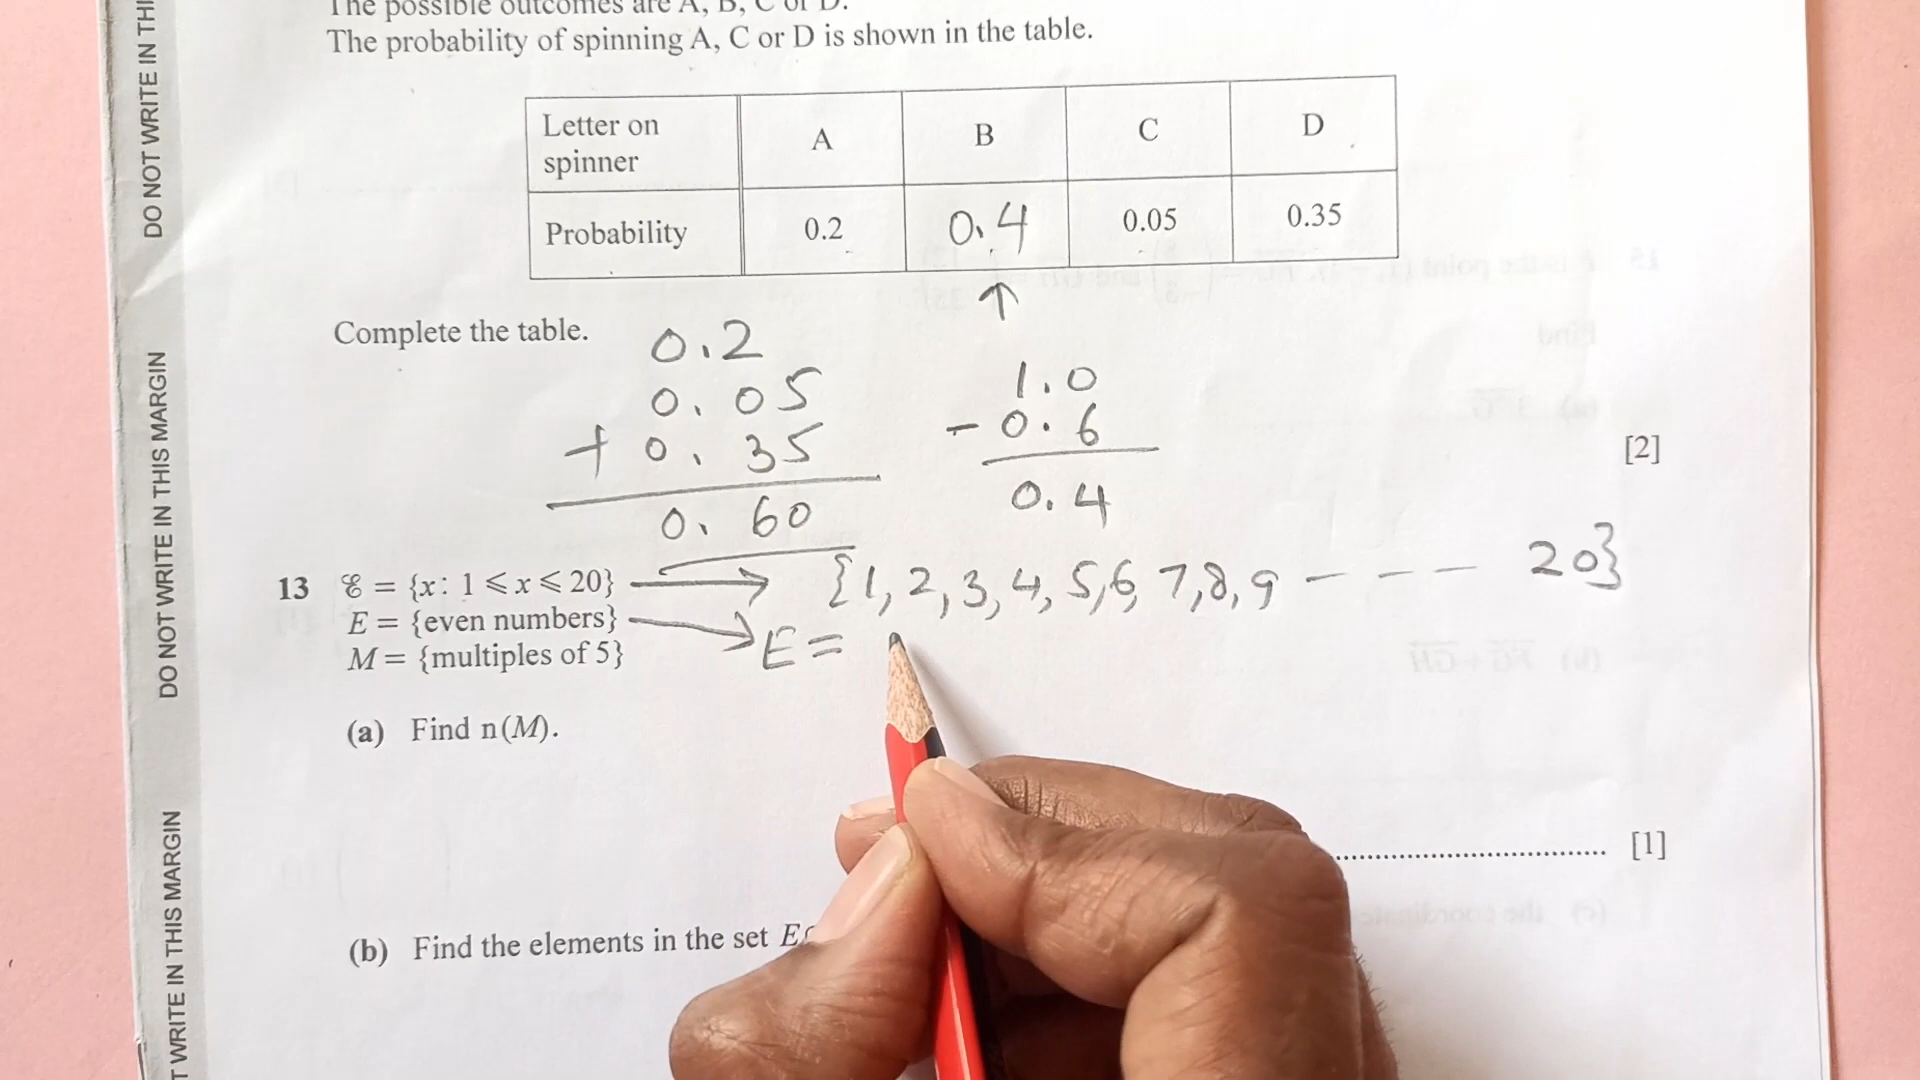 The possible outcomes are A, B, C or D.
The probability of spinning A, C or D is shown in the table.
Letter on spinner A B C D
Probability 0.2 0.4 0.05 0.35
↑
Complete the table.
0.2
0.05
+ 0.35
0.60
1.0
- 0.6
0.4
[2]
13 ℰ = {x: 1 ⩽ x ⩽ 20} → {1, 2, 3, 4, 5, 6, 7, 8, 9 - - - 20}
E = {even numbers} → E =
M = {multiples of 5}
(a) Find n(M).
[1]
(b) Find the elements in the set E
DO NOT WRITE IN THI
DO NOT WRITE IN THIS MARGIN
T WRITE IN THIS MARGIN